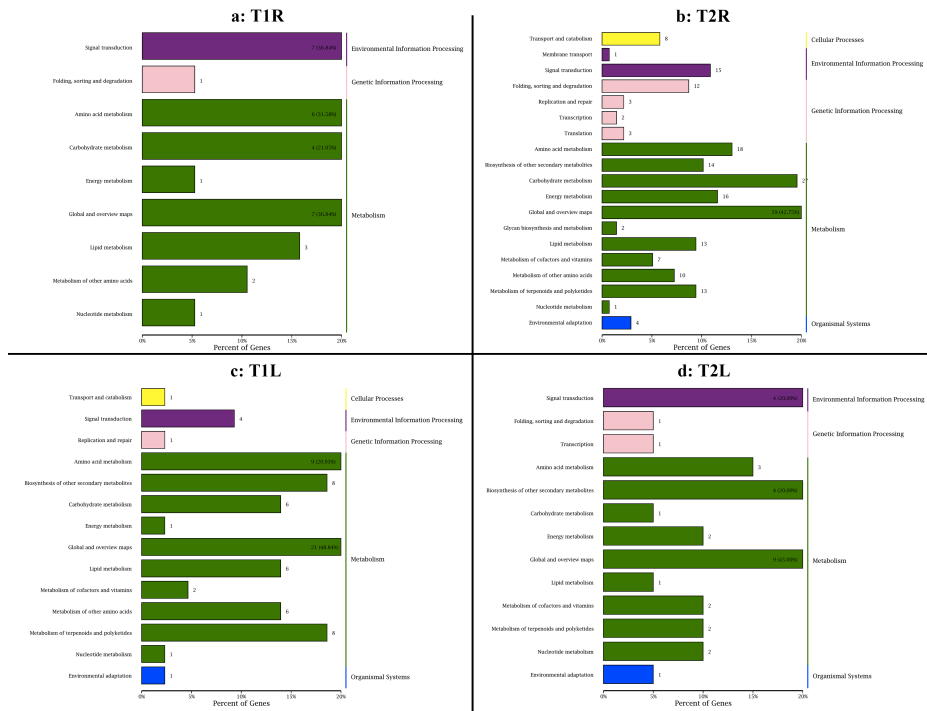 a: T1R
Signal transduction 7 (36.84%) Environmental Information Processing
Folding, sorting and degradation 1 Genetic Information Processing
Amino acid metabolism 6 (31.58%)
Carbohydrate metabolism 4 (21.05%)
Energy metabolism 1
Global and overview maps 7 (36.84%) Metabolism
Lipid metabolism 3
Metabolism of other amino acids 2
Nucleotide metabolism 1
0% 5% 10% 15% 20%
Percent of Genes
b: T2R
Transport and catabolism 8 Cellular Processes
Membrane transport 1
Environmental Information Processing
Signal transduction 15
Folding, sorting and degradation 12
Replication and repair 3
Genetic Information Processing
Transcription 2
Translation 3
Amino acid metabolism 18
Biosynthesis of other secondary metabolites 14
Carbohydrate metabolism
Energy metabolism 16
Global and overview maps 59 (42.75%)
Metabolism
Glycan biosynthesis and metabolism 2
Lipid metabolism 13
Metabolism of cofactors and vitamins 7
Metabolism of other amino acids 10
Metabolism of terpenoids and polyketides 13
Nucleotide metabolism 1
Environmental adaptation 4 Organismal Systems
0% 5% 10% 15% 20%
Percent of Genes
c: T1L
Transport and catabolism 1 Cellular Processes
Signal transduction 4 Environmental Information Processing
Replication and repair 1 Genetic Information Processing
Amino acid metabolism 9 (20.93%)
Biosynthesis of other secondary metabolites 8
Carbohydrate metabolism 6
Energy metabolism 1
Global and overview maps 21 (48.84%)
Metabolism
Lipid metabolism 6
Metabolism of cofactors and vitamins 2
Metabolism of other amino acids 6
Metabolism of terpenoids and polyketides 8
Nucleotide metabolism 1
Environmental adaptation 1 Organismal Systems
0% 5% 10% 15% 20%
Percent of Genes
d: T2L
Signal transduction 4 (20.00%) Environmental Information Processing
Folding, sorting and degradation 1
Genetic Information Processing
Transcription 1
Amino acid metabolism 3
Biosynthesis of other secondary metabolites 4 (20.00%)
Carbohydrate metabolism 1
Energy metabolism 2
Global and overview maps 9 (45.00%) Metabolism
Lipid metabolism 1
Metabolism of cofactors and vitamins 2
Metabolism of terpenoids and polyketides 2
Nucleotide metabolism 2
Environmental adaptation 1 Organismal Systems
0% 5% 10% 15% 20%
Percent of Genes